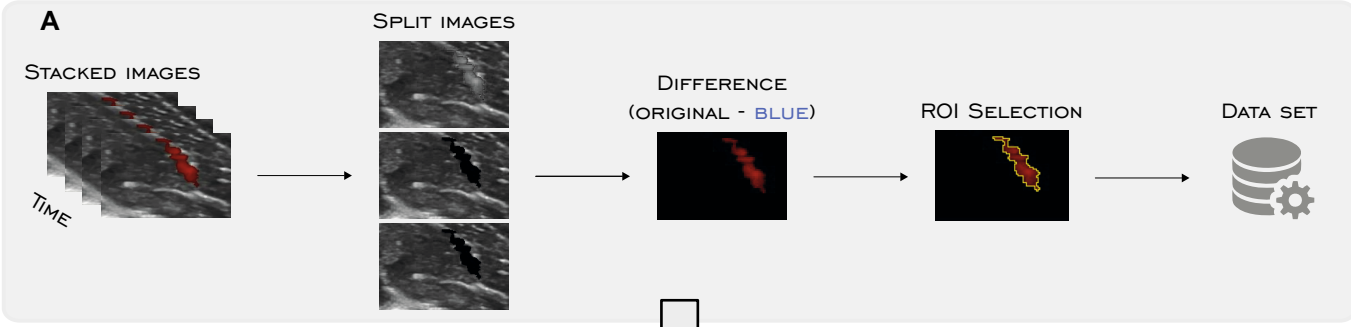 A
STACKED IMAGES
TIME
SPLIT IMAGES
DIFFERENCE
(ORIGINAL - BLUE)
ROI SELECTION
DATA SET